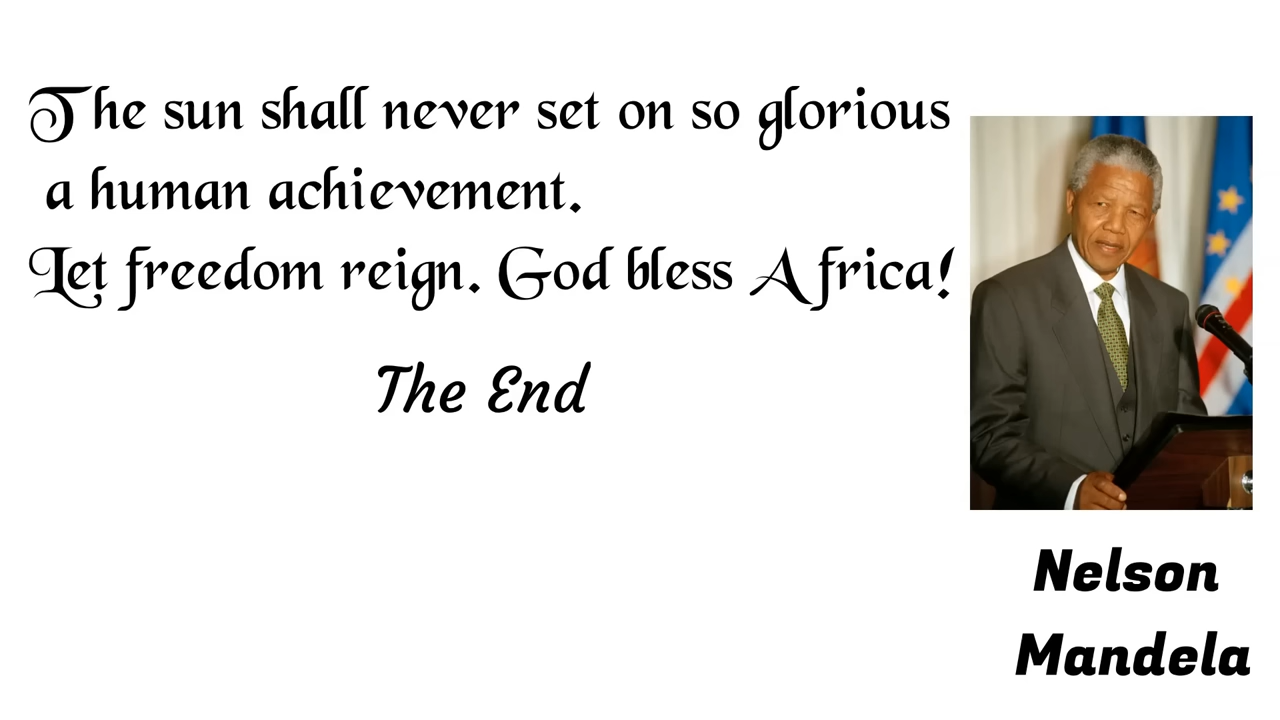 The sun shall never set on so glorious
a human achievement.
Let freedom reign. God bless Africa!
The End
Nelson
Mandela